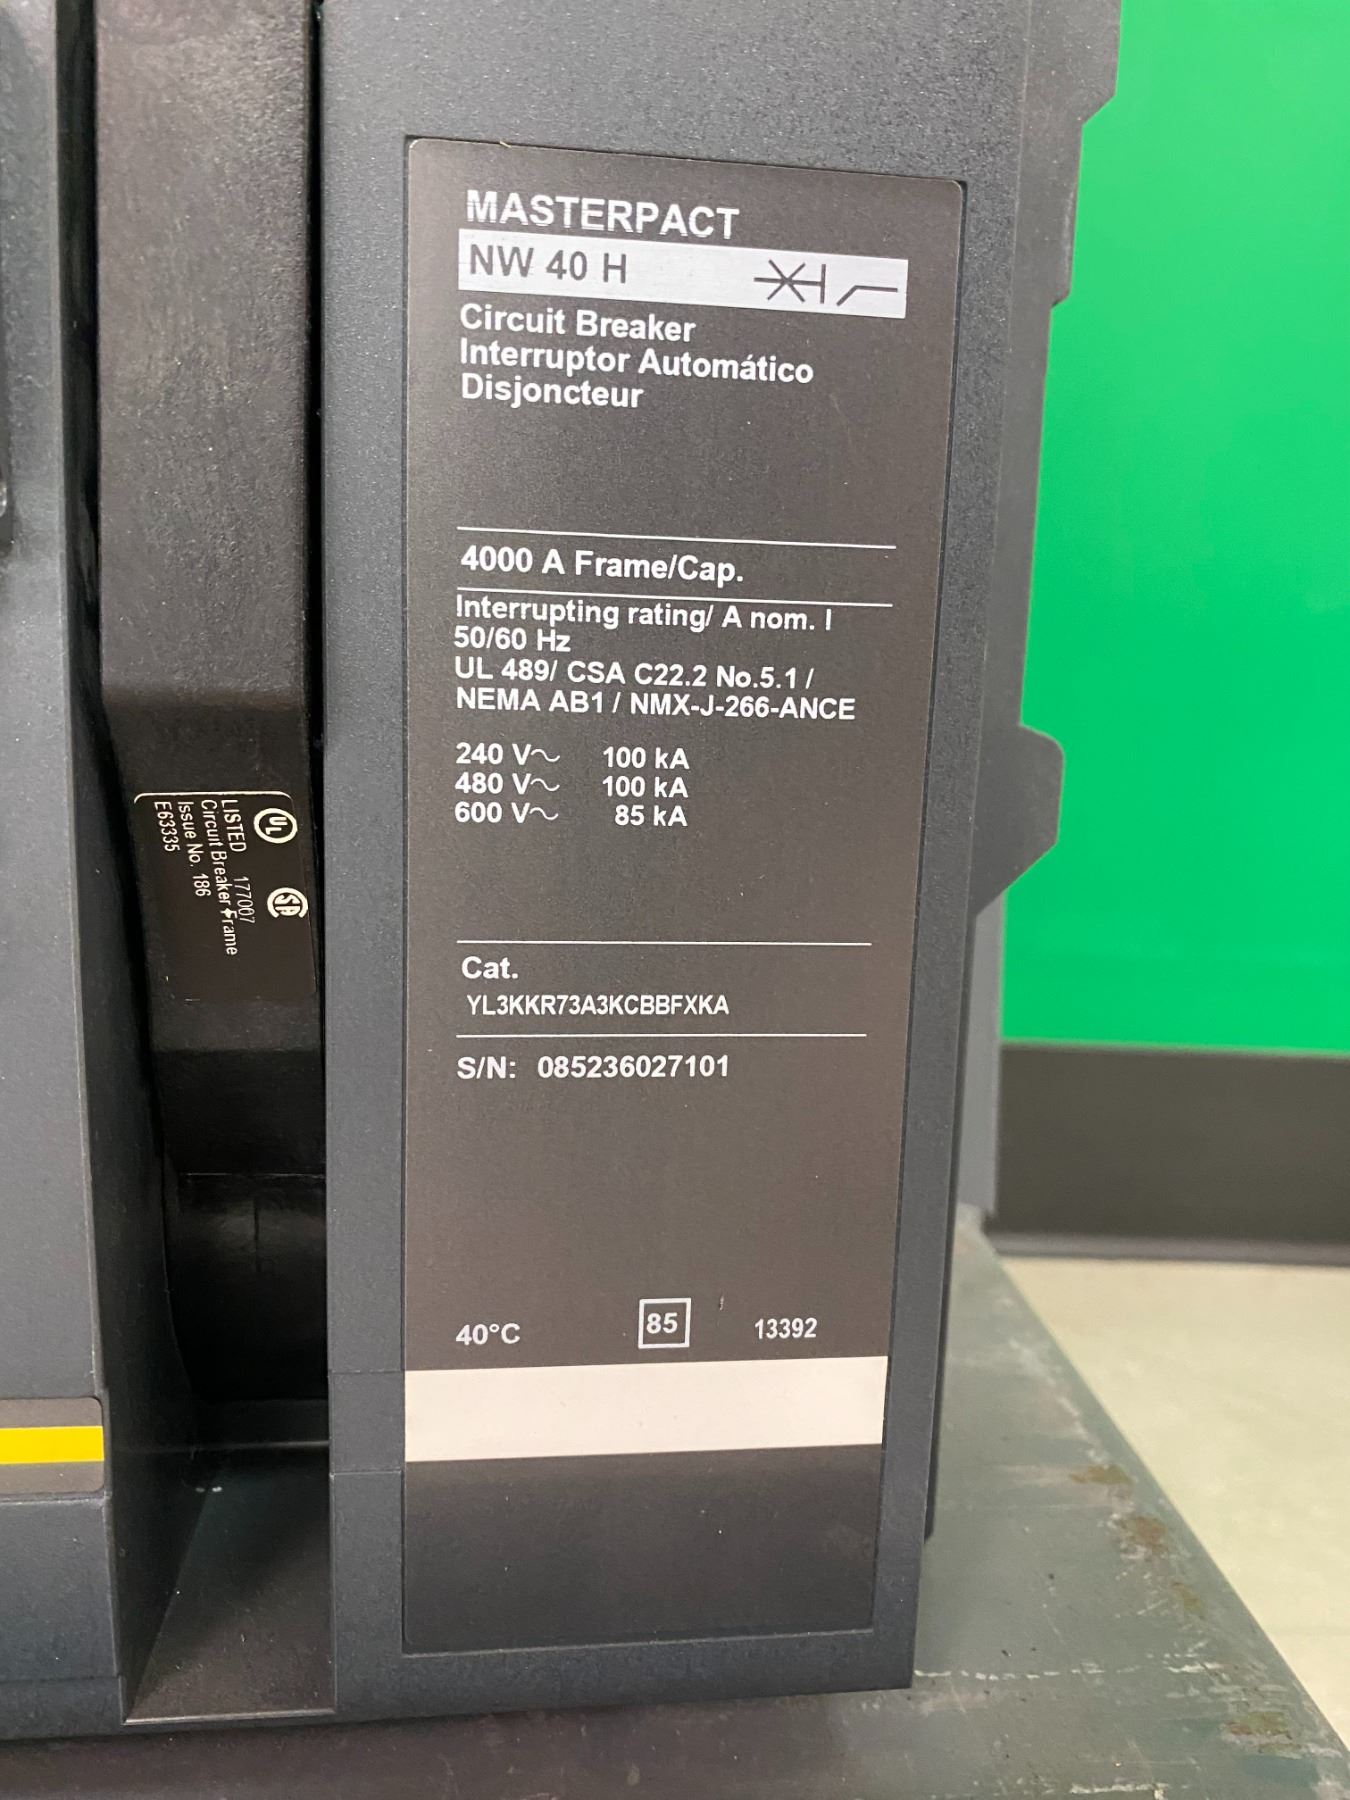 MASTERPACT
NW 40 H
Circuit Breaker
Interruptor Automático
Disjoncteur
4000 A Frame/Cap.
Interrupting rating/ A nom. I
50/60 Hz
UL 489/ CSA C22.2 No.5.1 /
NEMA AB1 / NMX-J-266-ANCE
240 V~ 100 kA
480 V~ 100 kA
600 V~ 85 kA
Cat.
YL3KKR73A3KCBBFXKA
S/N: 085236027101
40°C 85 13392
UL SA
LISTED 177007
Circuit Breaker Frame
Issue No. 186
E63335